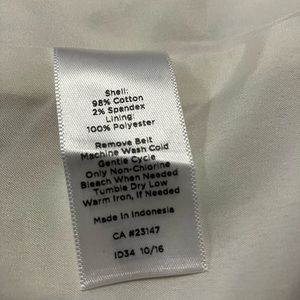 Shell:
98% Cotton
2% Spandex
Lining:
100% Polyester
Remove Belt
Machine Wash Cold
Gentle Cycle
Only Non-Chlorine
Bleach When Needed
Tumble Dry Low
Warm Iron, If Needed
Made In Indonesia
CA #23147
ID34 10/16